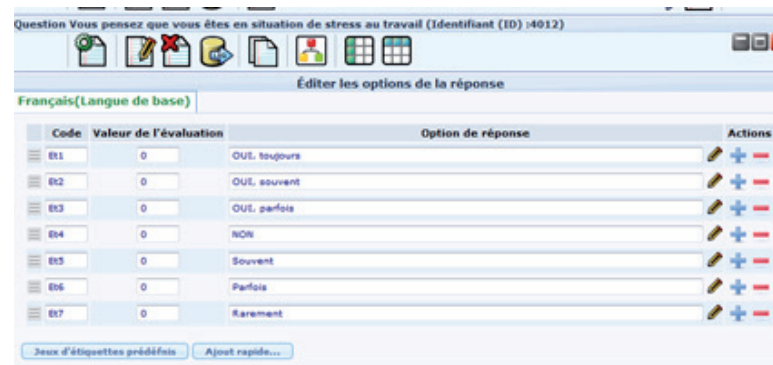 Question Vous pensez que vous êtes en situation de stress au travail (Identifiant (ID) :4012)
Éditer les options de la réponse
Français(Langue de base)
Code Valeur de l'évaluation Option de réponse Actions
Et1 0 OUI, toujours
Et2 0 OUI, souvent
Et3 0 OUI, parfois
Et4 0 NON
Et5 0 Souvent
Et6 0 Parfois
Et7 0 Rarement
Jeux d'étiquettes prédéfinis Ajout rapide...